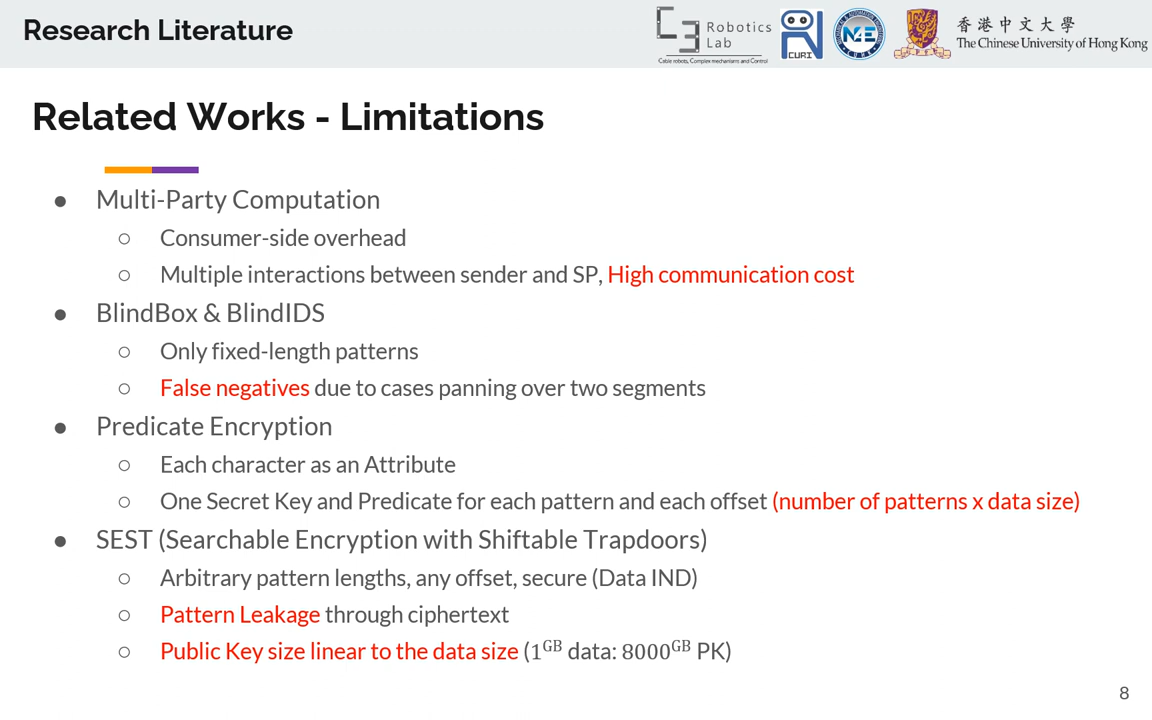 Research Literature
C3 Robotics Lab
Cable robots, Complex mechanisms and Control
CURI
MAE
香港中文大學
The Chinese University of Hong Kong
Related Works - Limitations
● Multi-Party Computation
○ Consumer-side overhead
○ Multiple interactions between sender and SP, High communication cost
● BlindBox & BlindIDS
○ Only fixed-length patterns
○ False negatives due to cases panning over two segments
● Predicate Encryption
○ Each character as an Attribute
○ One Secret Key and Predicate for each pattern and each offset (number of patterns x data size)
● SEST (Searchable Encryption with Shiftable Trapdoors)
○ Arbitrary pattern lengths, any offset, secure (Data IND)
○ Pattern Leakage through ciphertext
○ Public Key size linear to the data size (1ᴳᴮ data: 8000ᴳᴮ PK)
8